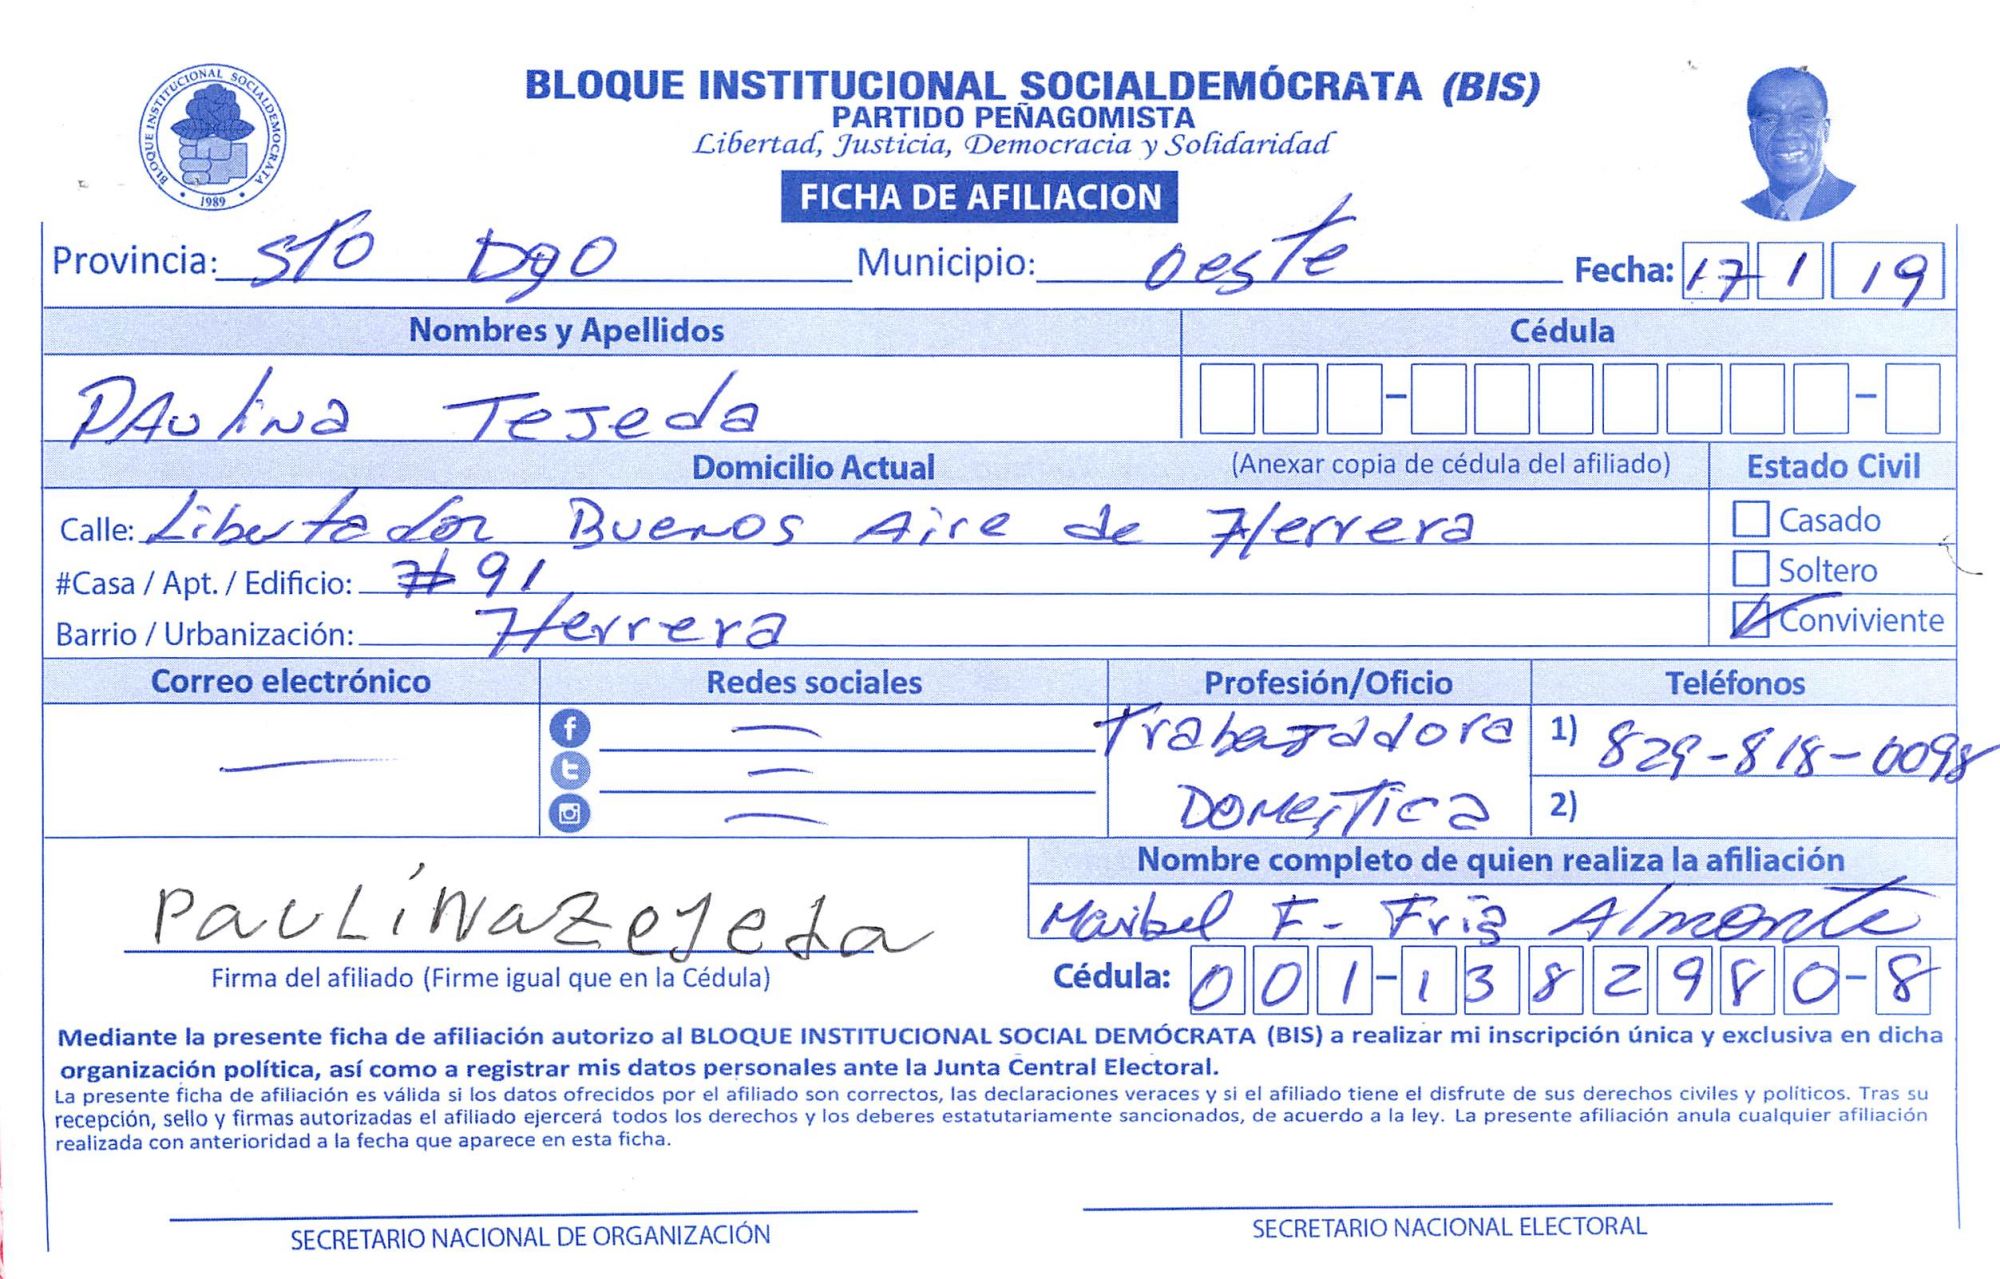 BLOQUE INSTITUCIONAL SOCIALDEMOCRATA
1989
BLOQUE INSTITUCIONAL SOCIALDEMÓCRATA (BIS)
PARTIDO PEÑAGOMISTA
Libertad, Justicia, Democracia y Solidaridad
FICHA DE AFILIACION
Provincia: STO DgO Municipio: Oeste Fecha: 17 1 19
Nombres y Apellidos Cédula
PAulina Tejeda - -
Domicilio Actual (Anexar copia de cédula del afiliado) Estado Civil
Calle: Libertador Buenos Aire de Herrera Casado
#Casa / Apt. / Edificio: #91 Soltero
Barrio / Urbanización: Herrera Conviviente
Correo electrónico Redes sociales Profesión/Oficio Teléfonos
Trabajadora 1) 829-818-0098
Domestica 2)
Nombre completo de quien realiza la afiliación
Paulina Tejeda Maribel F- Almonte
Firma del afiliado (Firme igual que en la Cédula) Cédula: 001-1382980-8
Mediante la presente ficha de afiliación autorizo al BLOQUE INSTITUCIONAL SOCIAL DEMÓCRATA (BIS) a realizar mi inscripción única y exclusiva en dicha
organización política, así como a registrar mis datos personales ante la Junta Central Electoral.
La presente ficha de afiliación es válida si los datos ofrecidos por el afiliado son correctos, las declaraciones veraces y si el afiliado tiene el disfrute de sus derechos civiles y políticos. Tras su
recepción, sello y firmas autorizadas el afiliado ejercerá todos los derechos y los deberes estatutariamente sancionados, de acuerdo a la ley. La presente afiliación anula cualquier afiliación
realizada con anterioridad a la fecha que aparece en esta ficha.
SECRETARIO NACIONAL DE ORGANIZACIÓN SECRETARIO NACIONAL ELECTORAL